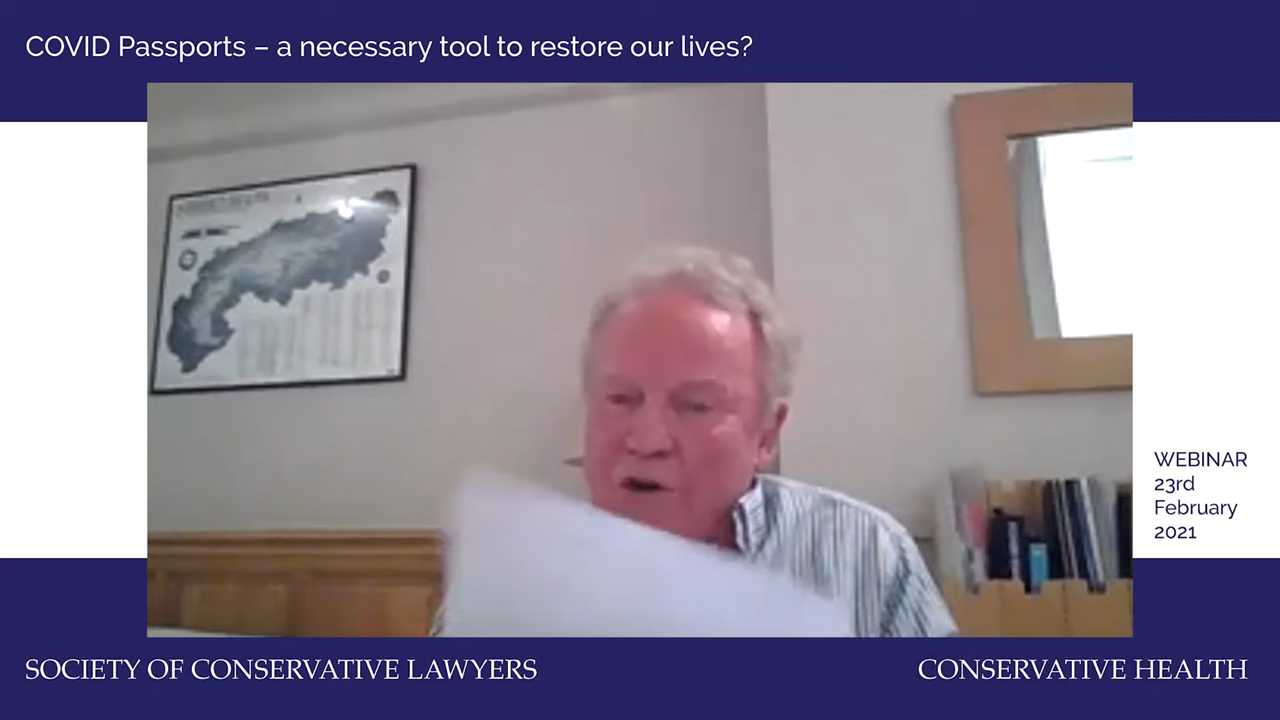 COVID Passports – a necessary tool to restore our lives?
WEBINAR
23rd
February
2021
SOCIETY OF CONSERVATIVE LAWYERS
CONSERVATIVE HEALTH